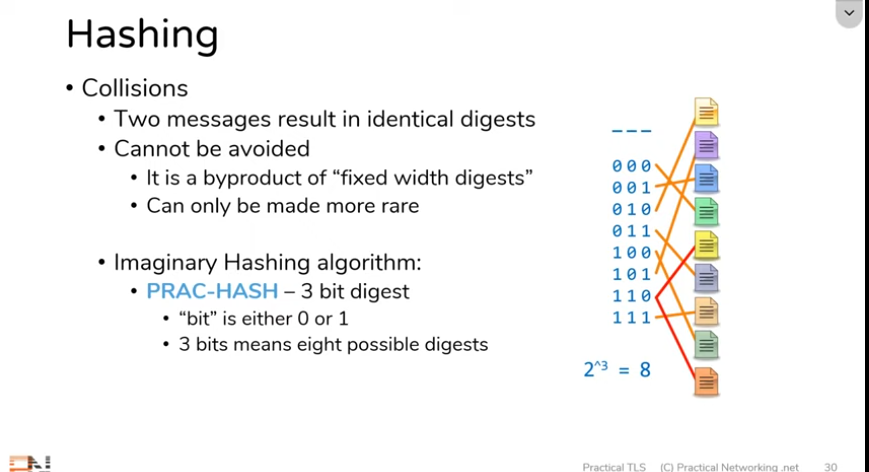 Hashing
• Collisions
• Two messages result in identical digests
• Cannot be avoided
• It is a byproduct of “fixed width digests”
• Can only be made more rare
• Imaginary Hashing algorithm:
• PRAC-HASH – 3 bit digest
• “bit” is either 0 or 1
• 3 bits means eight possible digests
_ _ _
0 0 0
0 0 1
0 1 0
0 1 1
1 0 0
1 0 1
1 1 0
1 1 1
2^3 = 8
Practical TLS (C) Practical Networking .net 30